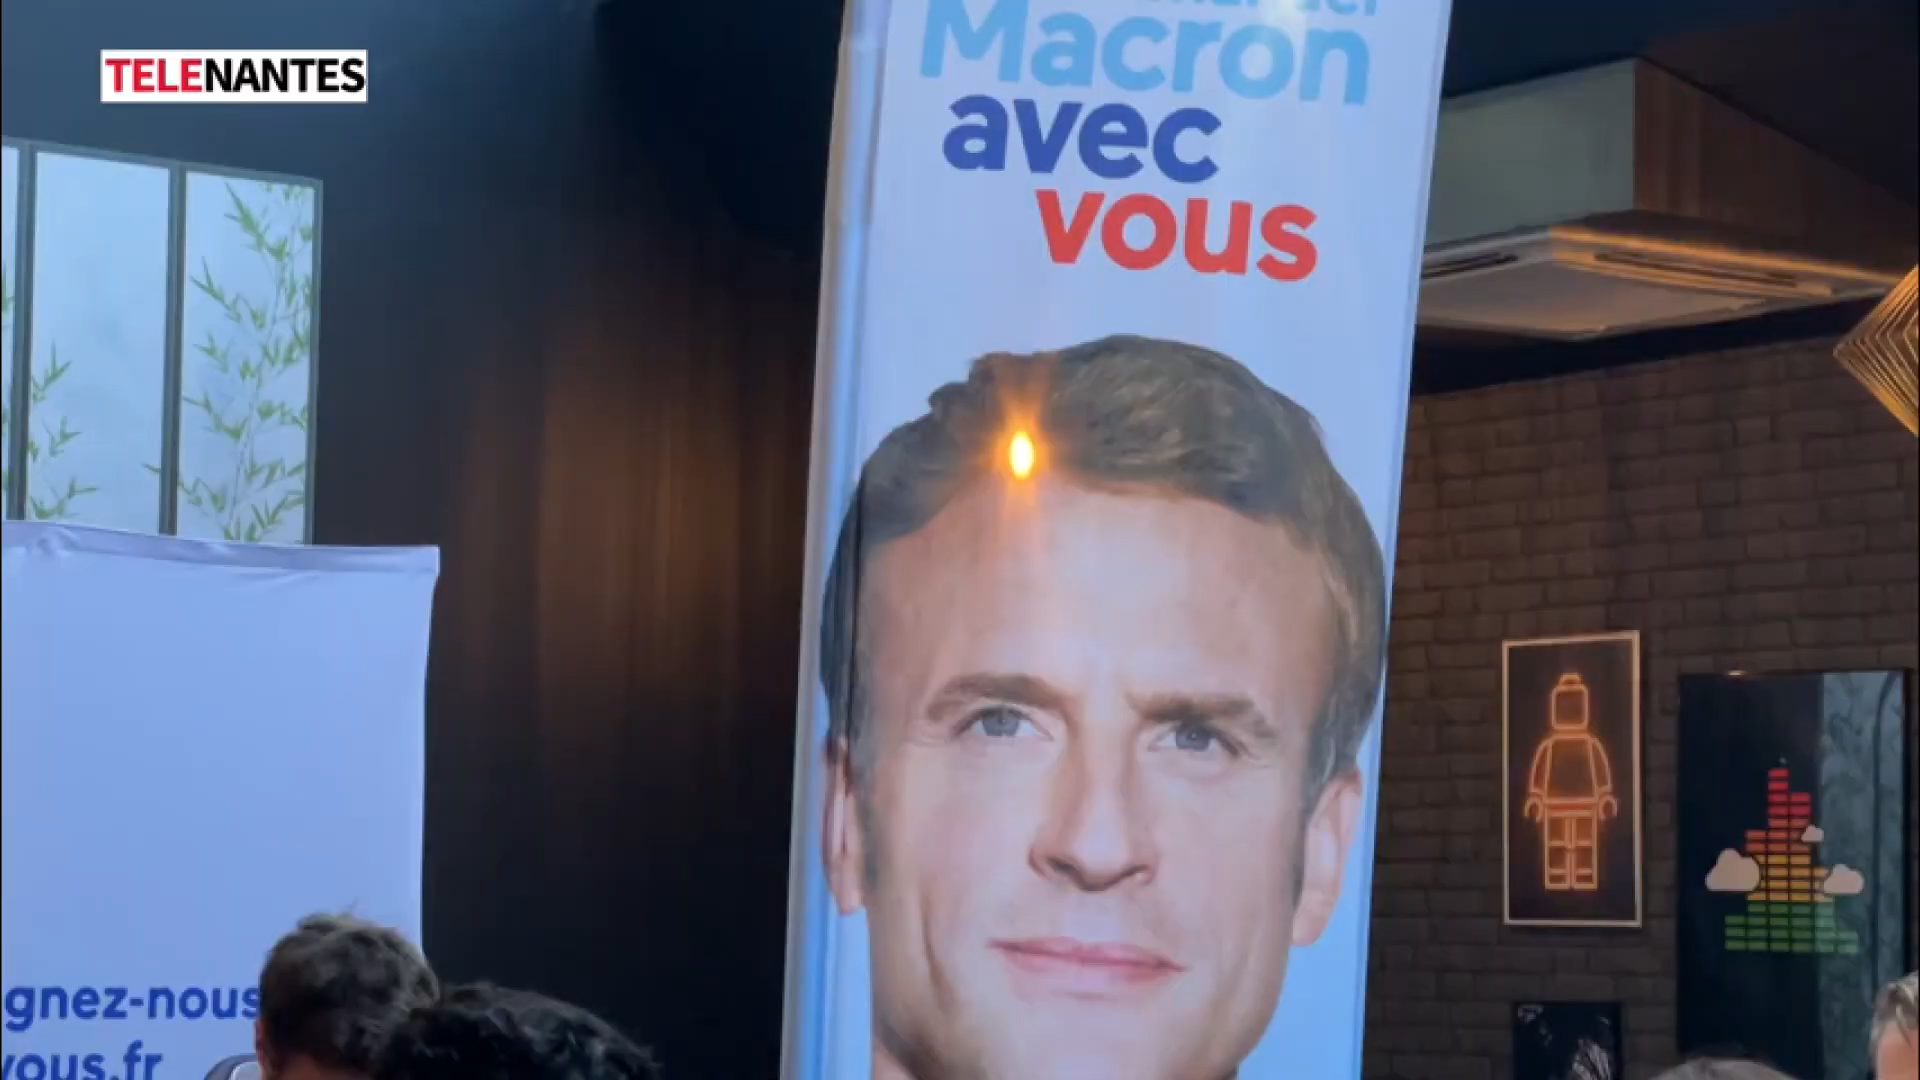 TELENANTES
Macron
avec
vous
gnez-nous
vous.fr